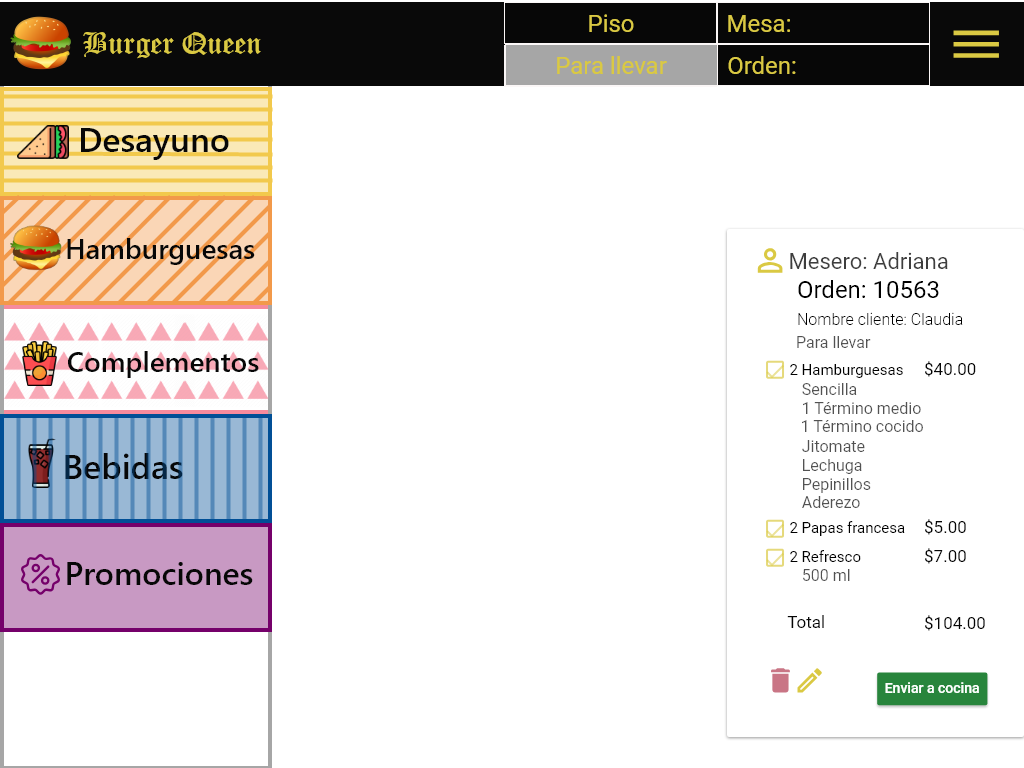 Burger Queen
Piso
Mesa:
Para llevar
Orden:
Desayuno
Hamburguesas
Complementos
Bebidas
Promociones
Mesero: Adriana
Orden: 10563
Nombre cliente: Claudia
Para llevar
2 Hamburguesas $40.00
Sencilla
1 Término medio
1 Término cocido
Jitomate
Lechuga
Pepinillos
Aderezo
2 Papas francesa $5.00
2 Refresco $7.00
500 ml
Total $104.00
Enviar a cocina